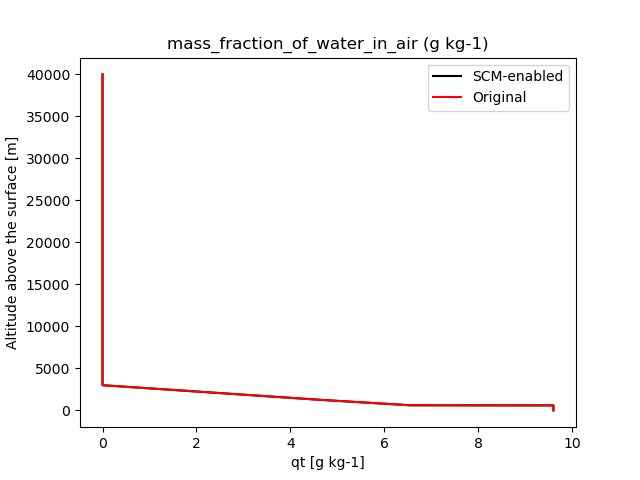 mass_fraction_of_water_in_air (g kg-1)
SCM-enabled
Original
Altitude above the surface [m]
40000
35000
30000
25000
20000
15000
10000
5000
0
0 2 4 6 8 10
qt [g kg-1]